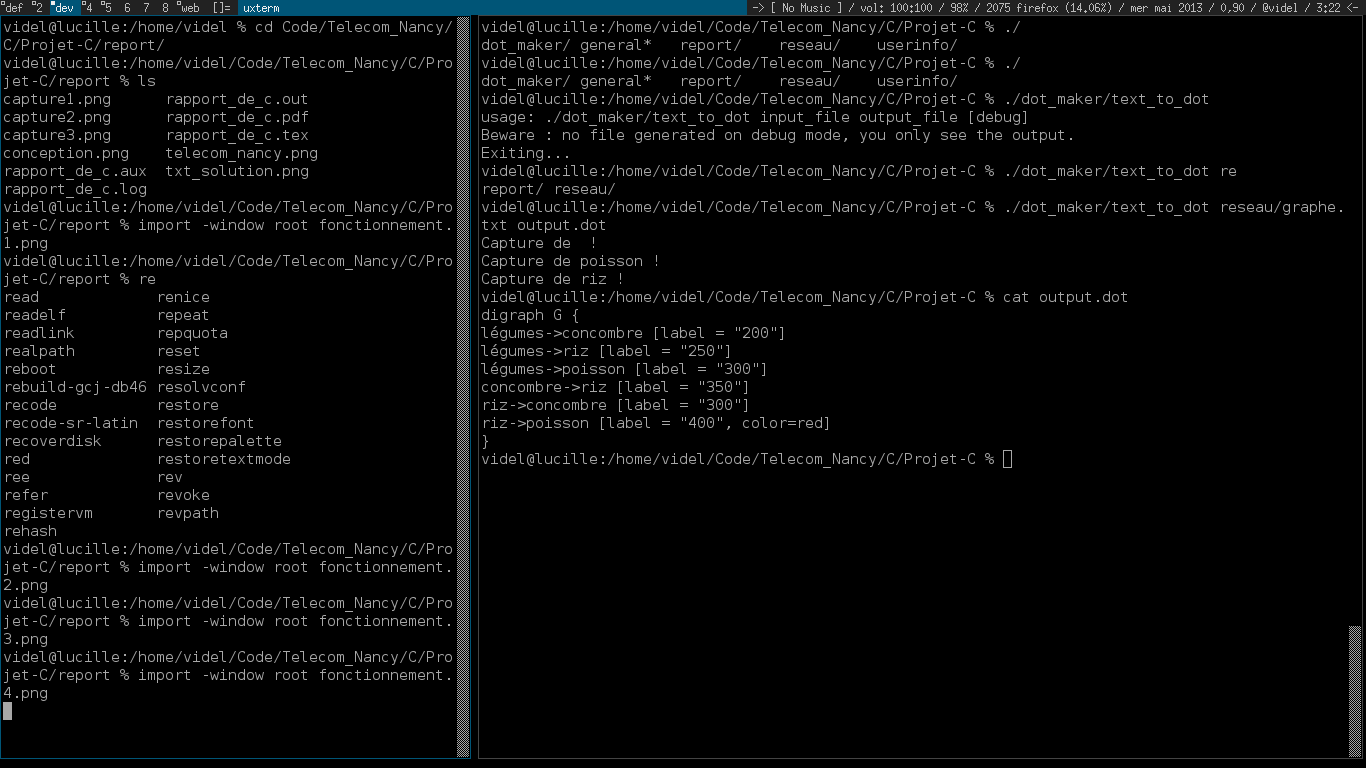 def 2 dev 4 5 6 7 8 web []= uxterm -> [ No Music ] / vol: 100:100 / 98% / 2075 firefox (14.06%) / mer mai 2013 / 0,90 / @videl / 3:22 <-
videl@lucille:/home/videl % cd Code/Telecom_Nancy/
C/Projet-C/report/
videl@lucille:/home/videl/Code/Telecom_Nancy/C/Pro
jet-C/report % ls
capture1.png      rapport_de_c.out
capture2.png      rapport_de_c.pdf
capture3.png      rapport_de_c.tex
conception.png    telecom_nancy.png
rapport_de_c.aux  txt_solution.png
rapport_de_c.log
videl@lucille:/home/videl/Code/Telecom_Nancy/C/Pro
jet-C/report % import -window root fonctionnement.
1.png
videl@lucille:/home/videl/Code/Telecom_Nancy/C/Pro
jet-C/report % re
read             renice
readelf          repeat
readlink         repquota
realpath         reset
reboot           resize
rebuild-gcj-db46 resolvconf
recode           restore
recode-sr-latin  restorefont
recoverdisk      restorepalette
red              restoretextmode
ree              rev
refer            revoke
registervm       revpath
rehash
videl@lucille:/home/videl/Code/Telecom_Nancy/C/Pro
jet-C/report % import -window root fonctionnement.
2.png
videl@lucille:/home/videl/Code/Telecom_Nancy/C/Pro
jet-C/report % import -window root fonctionnement.
3.png
videl@lucille:/home/videl/Code/Telecom_Nancy/C/Pro
jet-C/report % import -window root fonctionnement.
4.png
videl@lucille:/home/videl/Code/Telecom_Nancy/C/Projet-C % ./
dot_maker/ general*   report/    reseau/    userinfo/
videl@lucille:/home/videl/Code/Telecom_Nancy/C/Projet-C % ./
dot_maker/ general*   report/    reseau/    userinfo/
videl@lucille:/home/videl/Code/Telecom_Nancy/C/Projet-C % ./dot_maker/text_to_dot
usage: ./dot_maker/text_to_dot input_file output_file [debug]
Beware : no file generated on debug mode, you only see the output.
Exiting...
videl@lucille:/home/videl/Code/Telecom_Nancy/C/Projet-C % ./dot_maker/text_to_dot re
report/ reseau/
videl@lucille:/home/videl/Code/Telecom_Nancy/C/Projet-C % ./dot_maker/text_to_dot reseau/graphe.
txt output.dot
Capture de  !
Capture de poisson !
Capture de riz !
videl@lucille:/home/videl/Code/Telecom_Nancy/C/Projet-C % cat output.dot
digraph G {
légumes->concombre [label = "200"]
légumes->riz [label = "250"]
légumes->poisson [label = "300"]
concombre->riz [label = "350"]
riz->concombre [label = "300"]
riz->poisson [label = "400", color=red]
}
videl@lucille:/home/videl/Code/Telecom_Nancy/C/Projet-C %